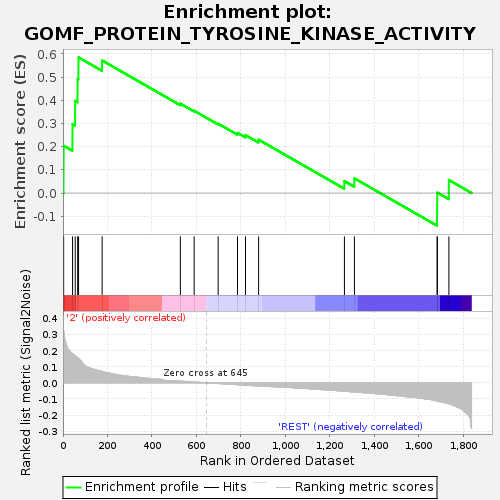 Enrichment plot:
GOMF_PROTEIN_TYROSINE_KINASE_ACTIVITY
Enrichment score (ES)
0.6
0.5
0.4
0.3
0.2
0.1
0.0
-0.1
Ranked list metric (Signal2Noise)
'2' (positively correlated)
0.4
0.3
0.2
0.1
0.0
-0.1
-0.2
-0.3
Zero cross at 645
'REST' (negatively correlated)
0 200 400 600 800 1,000 1,200 1,400 1,600 1,800
Rank in Ordered Dataset
Enrichment profile Hits Ranking metric scores